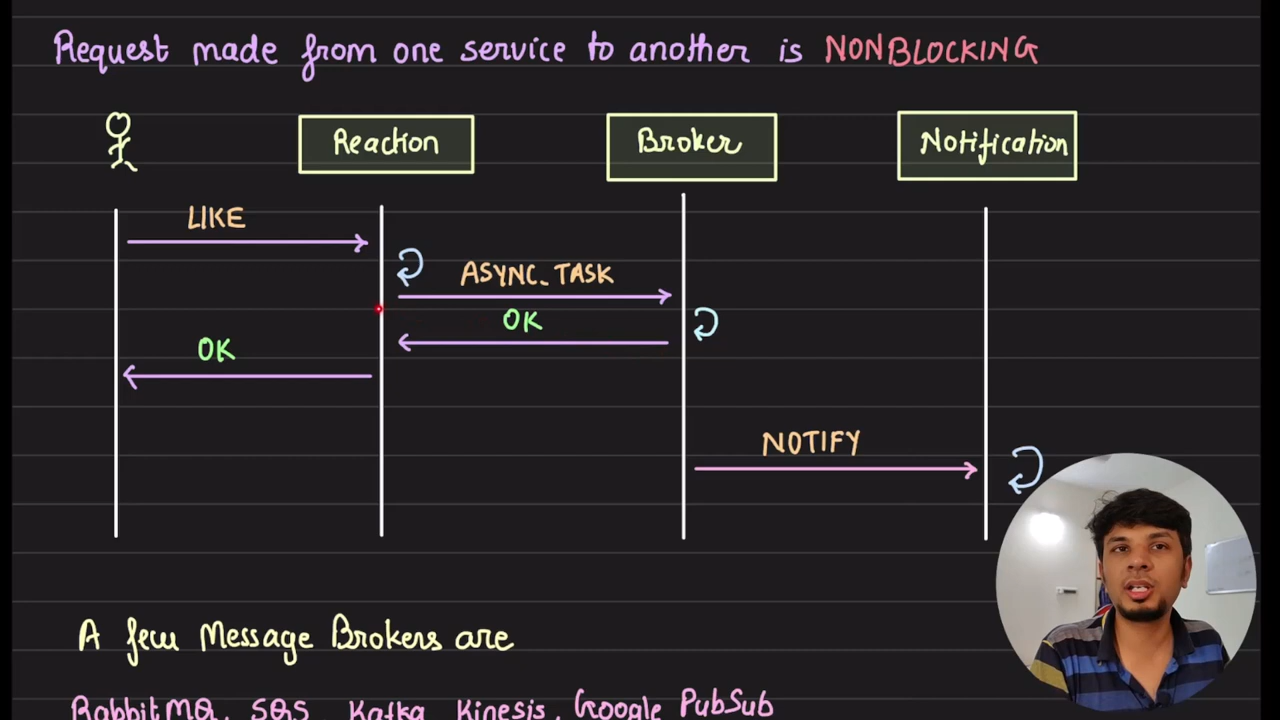 Request made from one service to another is NONBLOCKING
Reaction
Broker
Notification
LIKE
ASYNC_TASK
OK
OK
NOTIFY
A few Message Brokers are
RabbitMQ, SQS, Kafka, Kinesis, Google PubSub